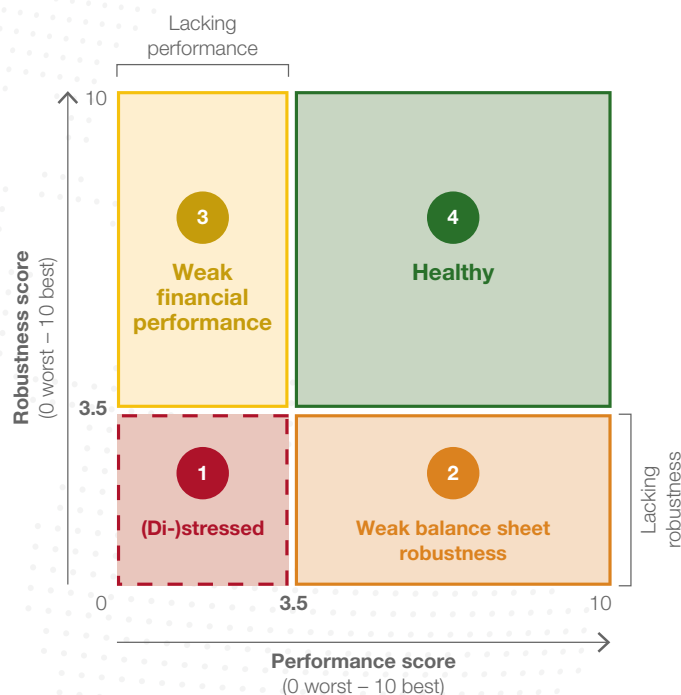 Lacking
performance
10
Robustness score
(0 worst – 10 best)
3
Weak
financial
performance
4
Healthy
3.5
1
(Di-)stressed
2
Weak balance sheet
robustness
Lacking
robustness
0
3.5
10
Performance score
(0 worst – 10 best)